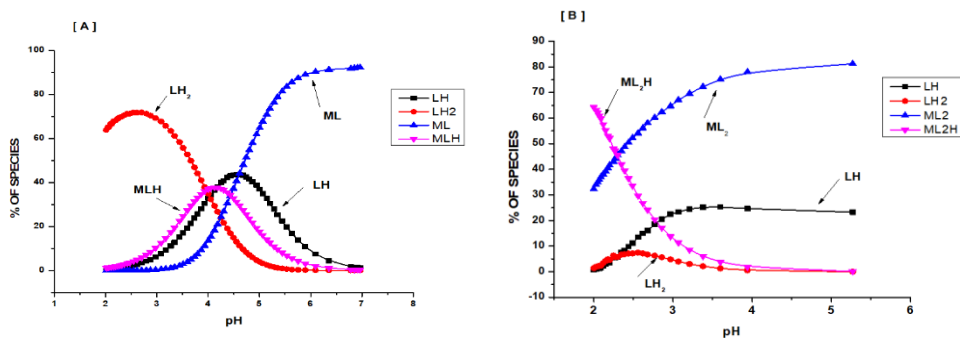 [ A ]
100
80
60
40
20
0
% OF SPECIES
1 2 3 4 5 6 7 8
pH
LH₂
ML
MLH
LH
LH
LH2
ML
MLH
[ B ]
90
80
70
60
50
40
30
20
10
0
-10
% OF SPECIES
2 3 4 5 6
pH
ML₂H
ML₂
LH
LH₂
LH
LH2
ML2
ML2H